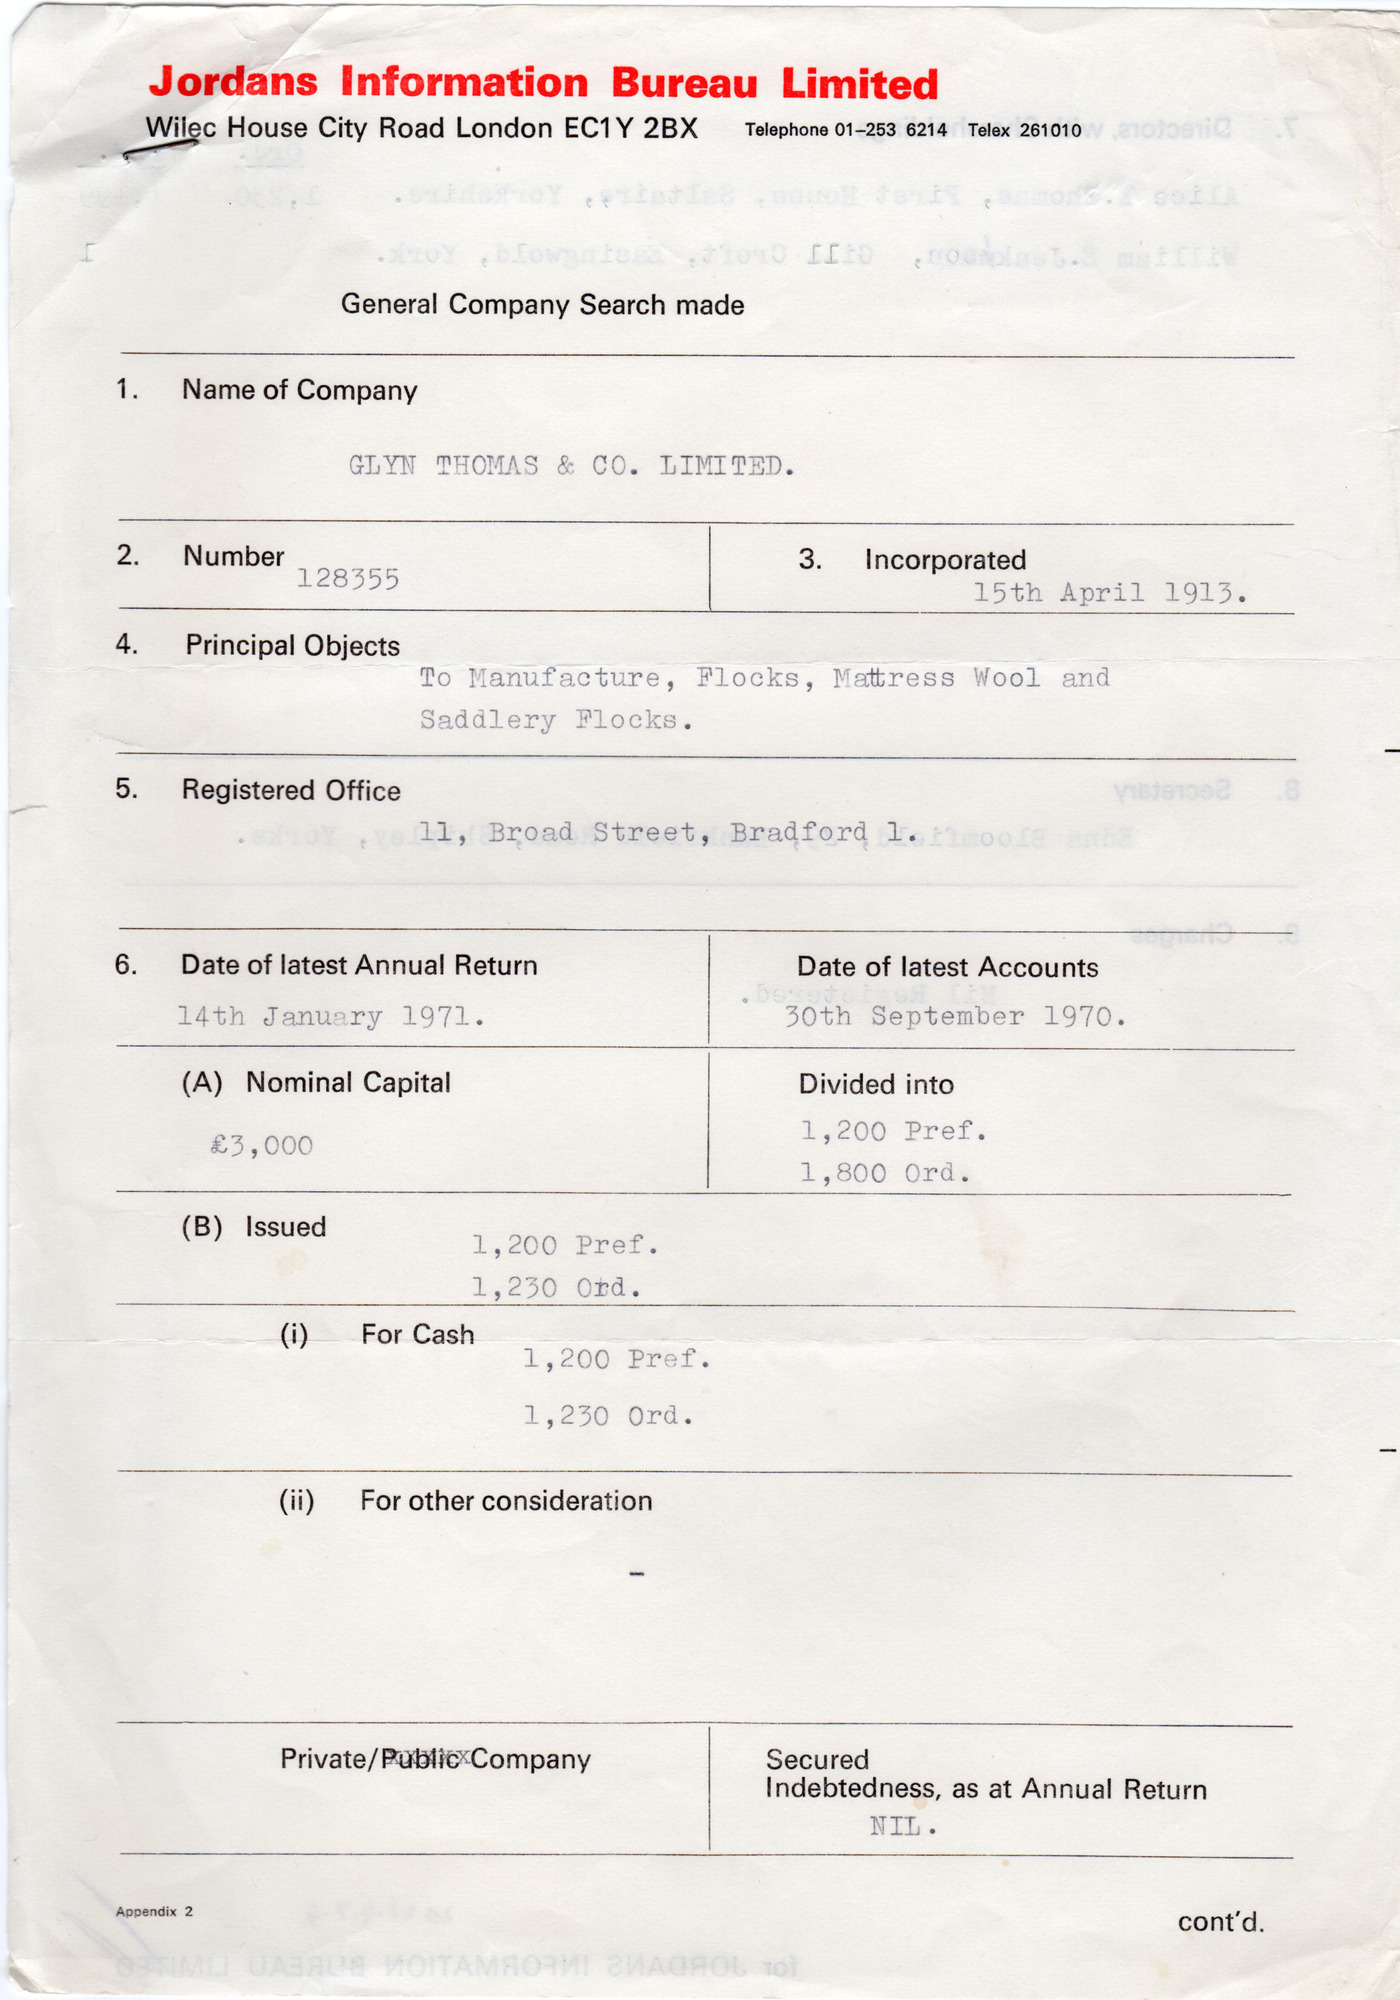 Jordans Information Bureau Limited
Wilec House City Road London EC1Y 2BX Telephone 01-253 6214 Telex 261010
General Company Search made
1. Name of Company
GLYN THOMAS & CO. LIMITED.
2. Number 128355
3. Incorporated 15th April 1913.
4. Principal Objects
To Manufacture, Flocks, Mattress Wool and
Saddlery Flocks.
5. Registered Office
11, Broad Street, Bradford 1.
6. Date of latest Annual Return
14th January 1971.
Date of latest Accounts
30th September 1970.
(A) Nominal Capital
£3,000
Divided into
1,200 Pref.
1,800 Ord.
(B) Issued
1,200 Pref.
1,230 Ord.
(i) For Cash
1,200 Pref.
1,230 Ord.
(ii) For other consideration
-
Private/Public Company
Secured
Indebtedness, as at Annual Return
NIL.
Appendix 2
cont'd.